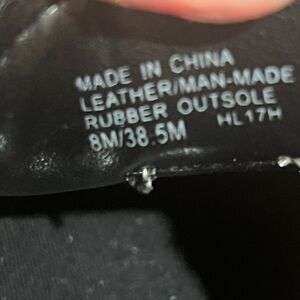 MADE IN CHINA
LEATHER/MAN-MADE
RUBBER OUTSOLE
8M/38.5M HL17H